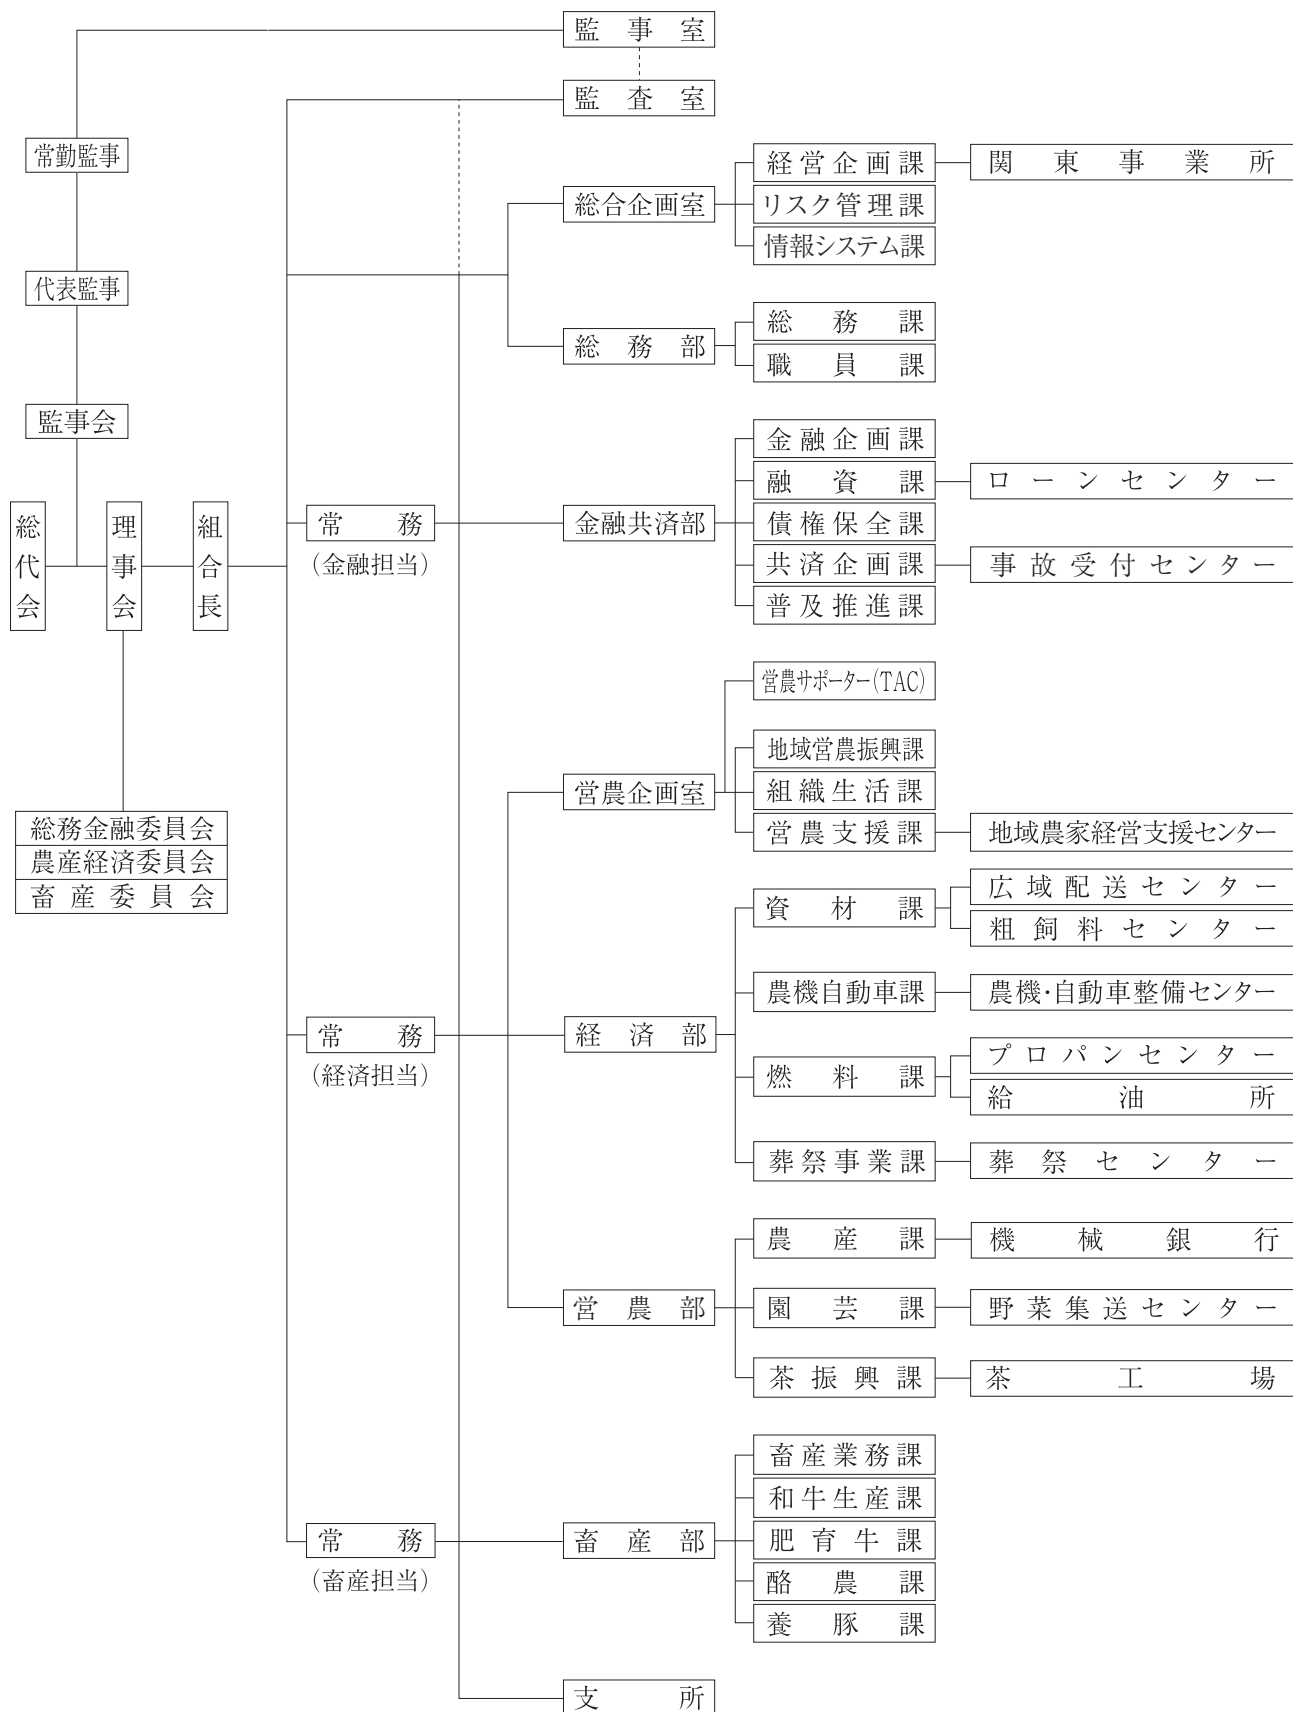 監事室
監査室
常勤監事
代表監事
監事会
総代会
理事会
組合長
総務金融委員会
農産経済委員会
畜産委員会
総合企画室
経営企画課
関東事業所
リスク管理課
情報システム課
総務部
総務課
職員課
常務
(金融担当)
金融共済部
金融企画課
融資課
ローンセンター
債権保全課
共済企画課
事故受付センター
普及推進課
常務
(経済担当)
営農企画室
営農サポーター(TAC)
地域営農振興課
組織生活課
営農支援課
地域農家経営支援センター
経済部
資材課
広域配送センター
粗飼料センター
農機自動車課
農機・自動車整備センター
燃料課
プロパンセンター
給油所
葬祭事業課
葬祭センター
営農部
農産課
機械銀行
園芸課
野菜集送センター
茶振興課
茶工場
常務
(畜産担当)
畜産部
畜産業務課
和牛生産課
肥育牛課
酪農課
養豚課
支所